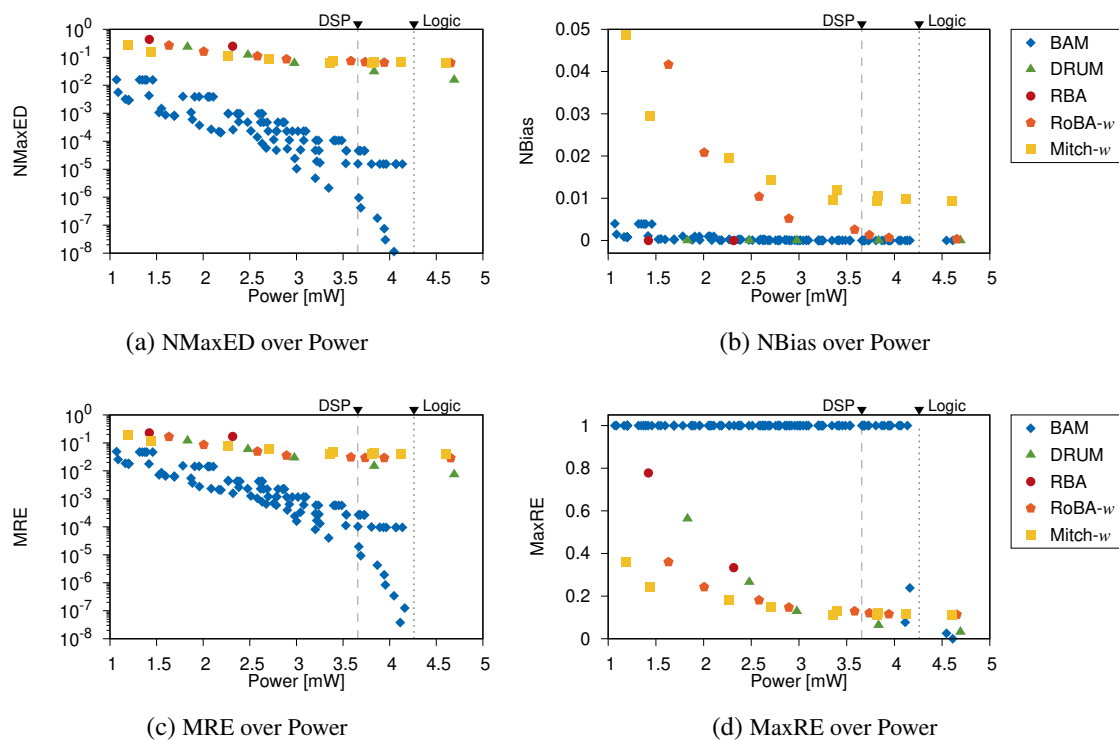 DSP Logic
10^0
10^-1
10^-2
10^-3
10^-4
10^-5
10^-6
10^-7
10^-8
NMaxED
1 1.5 2 2.5 3 3.5 4 4.5 5
Power [mW]
(a) NMaxED over Power
DSP Logic
0.05
0.04
0.03
0.02
0.01
0
NBias
1 1.5 2 2.5 3 3.5 4 4.5 5
Power [mW]
(b) NBias over Power
BAM
DRUM
RBA
RoBA-w
Mitch-w
DSP Logic
10^0
10^-1
10^-2
10^-3
10^-4
10^-5
10^-6
10^-7
10^-8
MRE
1 1.5 2 2.5 3 3.5 4 4.5 5
Power [mW]
(c) MRE over Power
DSP Logic
1
0.8
0.6
0.4
0.2
0
MaxRE
1 1.5 2 2.5 3 3.5 4 4.5 5
Power [mW]
(d) MaxRE over Power
BAM
DRUM
RBA
RoBA-w
Mitch-w